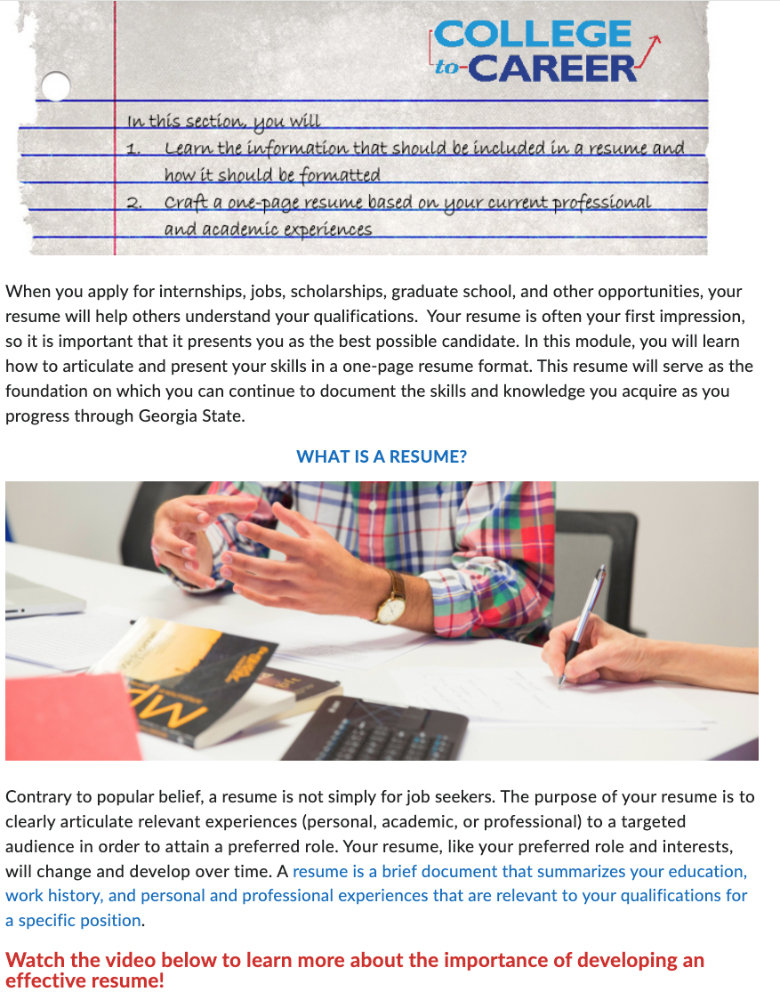 COLLEGE
to-CAREER
In this section, you will
1. Learn the information that should be included in a resume and
how it should be formatted
2. Craft a one-page resume based on your current professional
and academic experiences
When you apply for internships, jobs, scholarships, graduate school, and other opportunities, your
resume will help others understand your qualifications.  Your resume is often your first impression,
so it is important that it presents you as the best possible candidate. In this module, you will learn
how to articulate and present your skills in a one-page resume format. This resume will serve as the
foundation on which you can continue to document the skills and knowledge you acquire as you
progress through Georgia State.
WHAT IS A RESUME?
Contrary to popular belief, a resume is not simply for job seekers. The purpose of your resume is to
clearly articulate relevant experiences (personal, academic, or professional) to a targeted
audience in order to attain a preferred role. Your resume, like your preferred role and interests,
will change and develop over time. A resume is a brief document that summarizes your education,
work history, and personal and professional experiences that are relevant to your qualifications for
a specific position.
Watch the video below to learn more about the importance of developing an
effective resume!